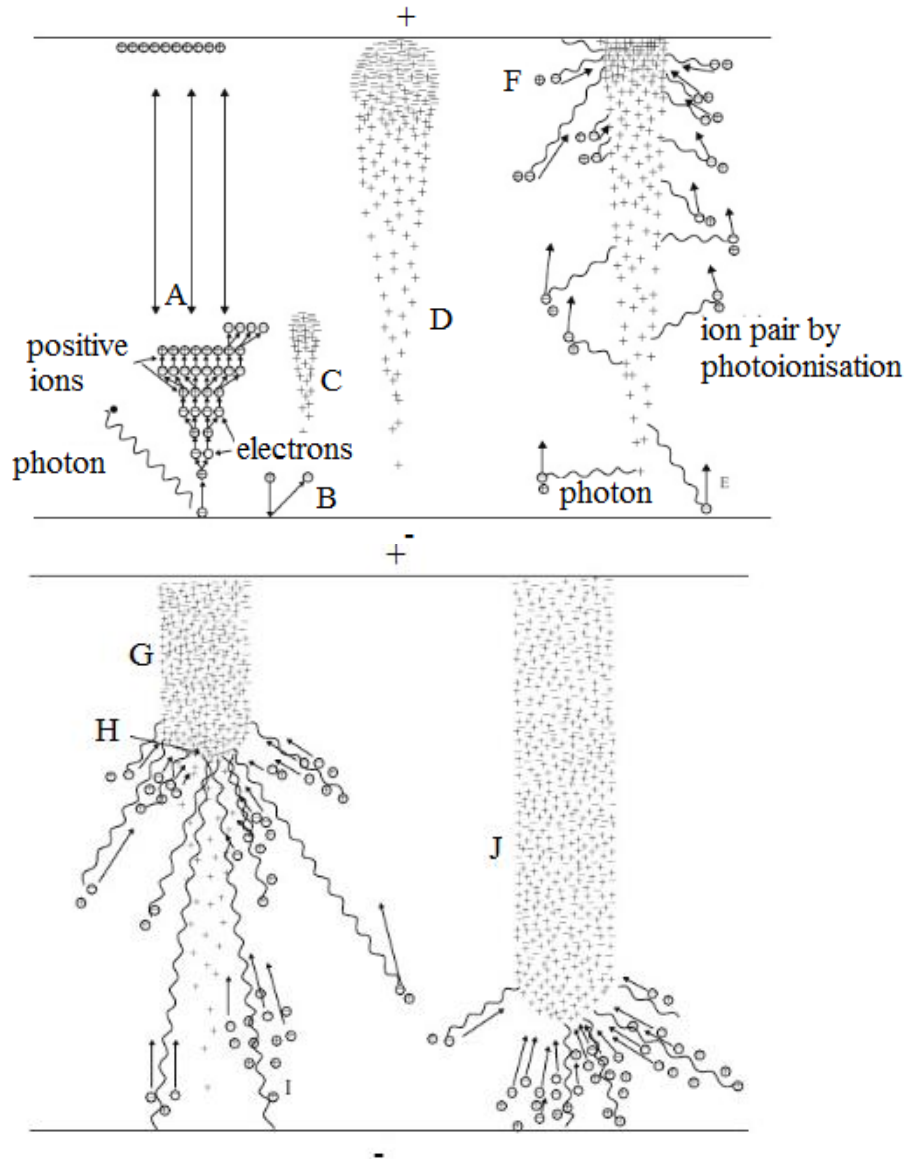 +
F
A
D
positive
ions
C
ion pair by
photoionisation
photon
electrons
B
photon
E
-
+
G
H
J
I
-